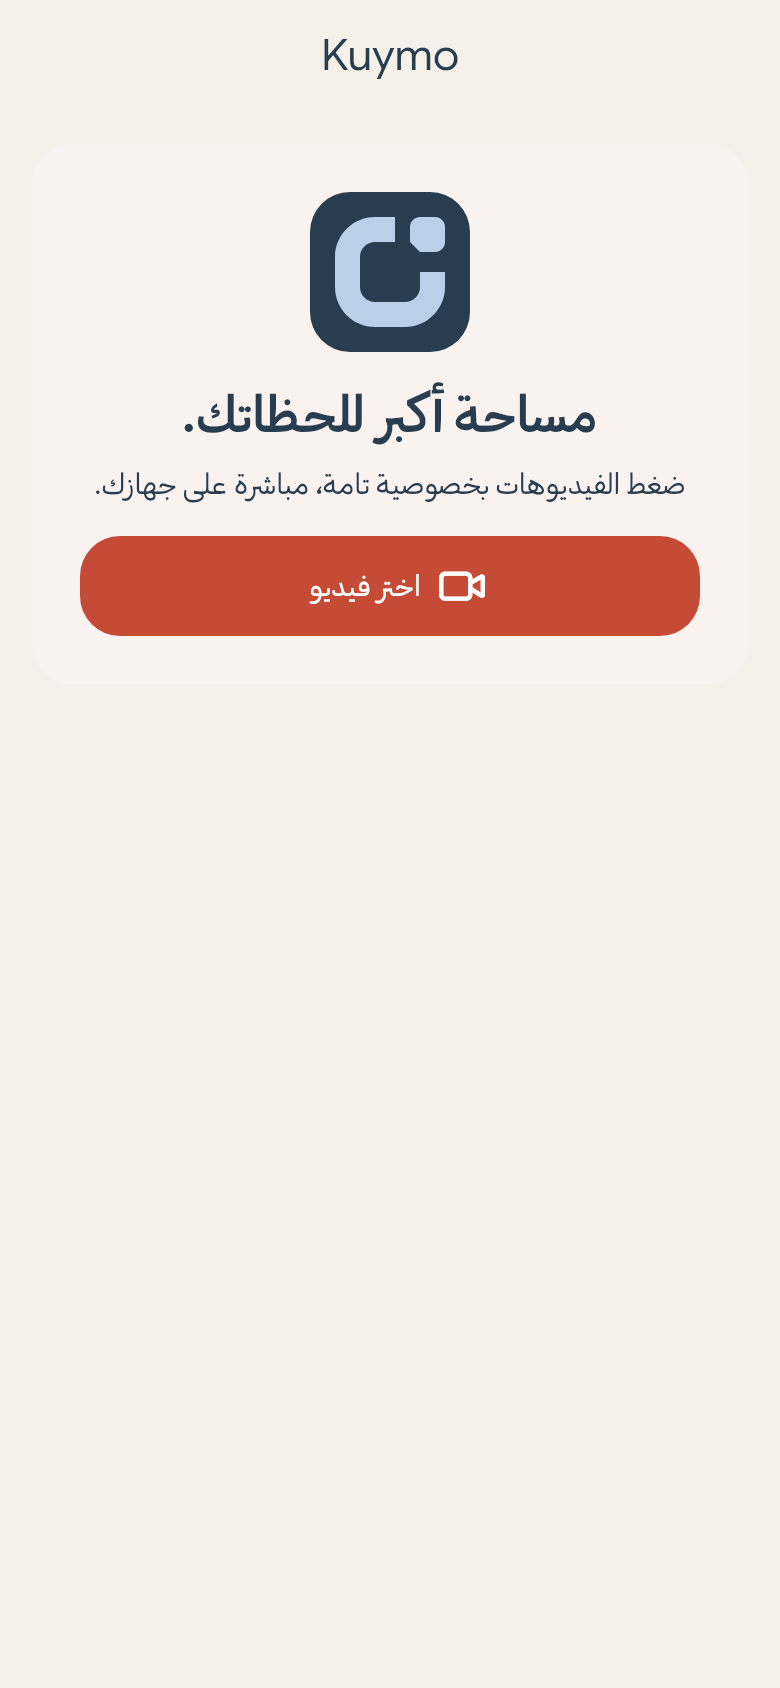 Kuymo
مساحة أكبر للحظاتك.
ضغط الفيديوهات بخصوصية تامة، مباشرة على جهازك.
اختر فيديو